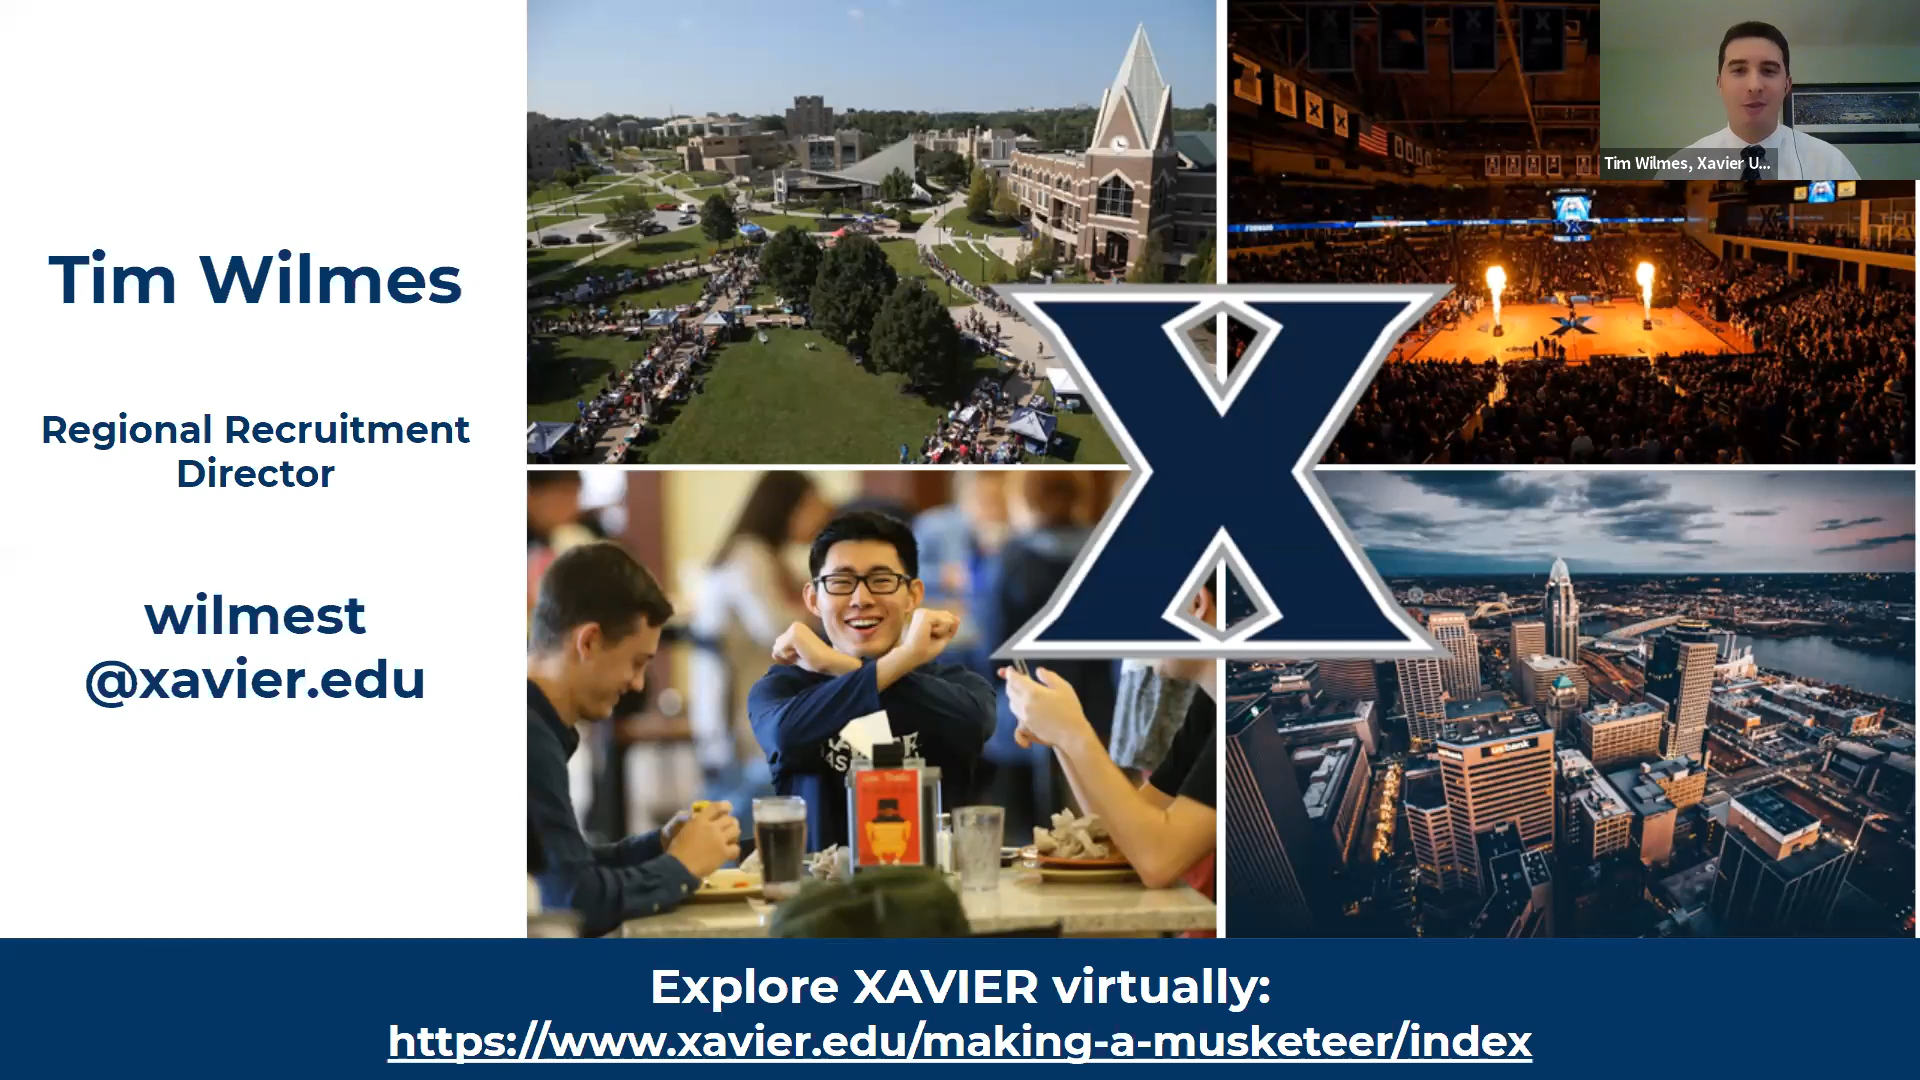 Tim Wilmes
Regional Recruitment
Director
wilmest
@xavier.edu
Tim Wilmes, Xavier U...
X
usbank
Explore XAVIER virtually:
https://www.xavier.edu/making-a-musketeer/index